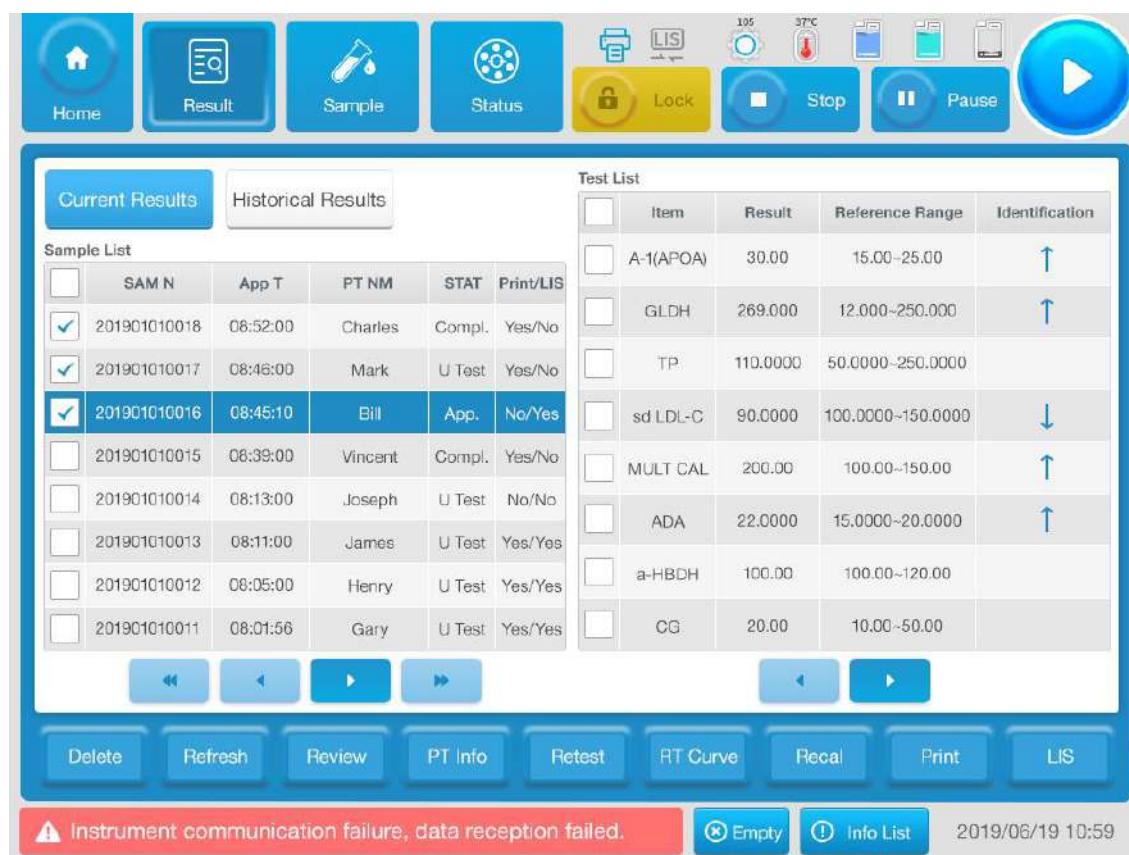 105 37°C
LIS
Home Result Sample Status Lock Stop Pause
Current Results Historical Results
Sample List
SAM N App T PT NM STAT Print/LIS
201901010018 08:52:00 Charles Compl. Yes/No
201901010017 08:46:00 Mark U Test Yes/No
201901010016 08:45:10 Bill App. No/Yes
201901010015 08:39:00 Vincent Compl. Yes/No
201901010014 08:13:00 Joseph U Test No/No
201901010013 08:11:00 James U Test Yes/Yes
201901010012 08:05:00 Henry U Test Yes/Yes
201901010011 08:01:56 Gary U Test Yes/Yes
Test List
Item Result Reference Range Identification
A-1(APOA) 30.00 15.00~25.00 ↑
GLDH 269.000 12.000~250.000 ↑
TP 110.0000 50.0000~250.0000
sd LDL-C 90.0000 100.0000~150.0000 ↓
MULT CAL 200.00 100.00~150.00 ↑
ADA 22.0000 15.0000~20.0000 ↑
a-HBDH 100.00 100.00~120.00
CG 20.00 10.00~50.00
Delete Refresh Review PT Info Retest RT Curve Recal Print LIS
Instrument communication failure, data reception failed. Empty Info List 2019/06/19 10:59